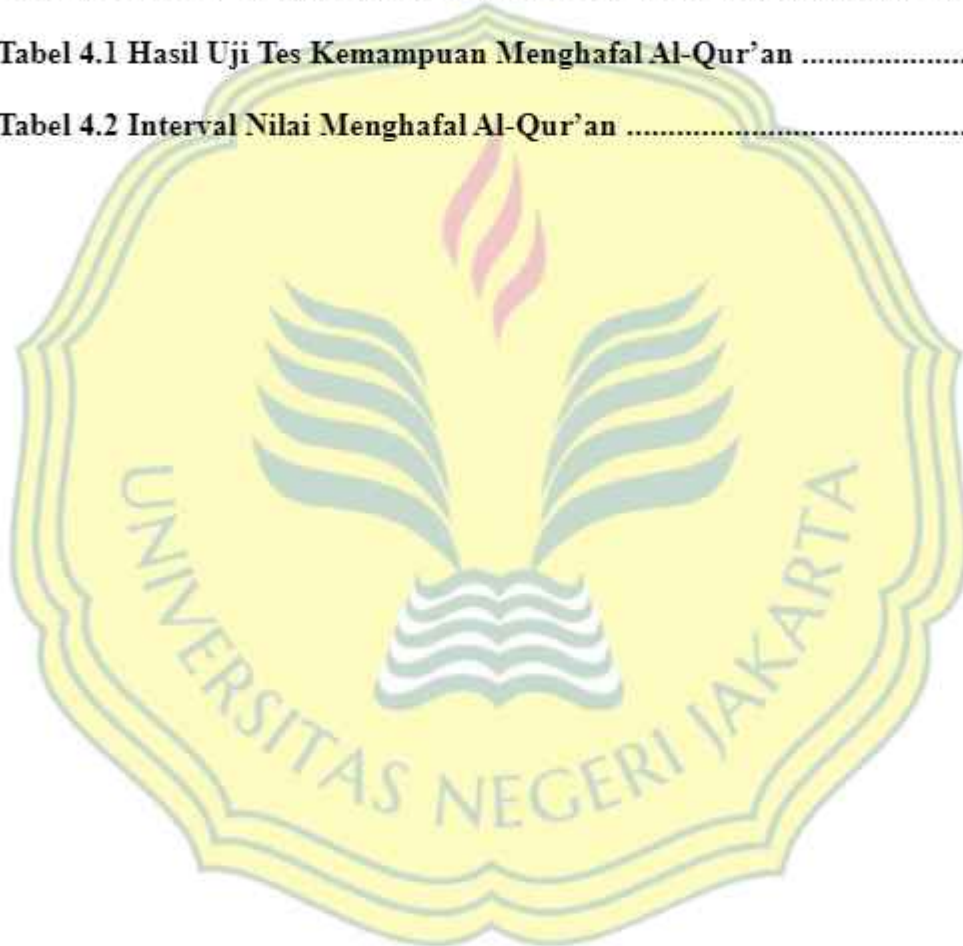 Tabel 4.1 Hasil Uji Tes Kemampuan Menghafal Al-Qur’an ....................
Tabel 4.2 Interval Nilai Menghafal Al-Qur’an .........................................
UNIVERSITAS NEGERI JAKARTA